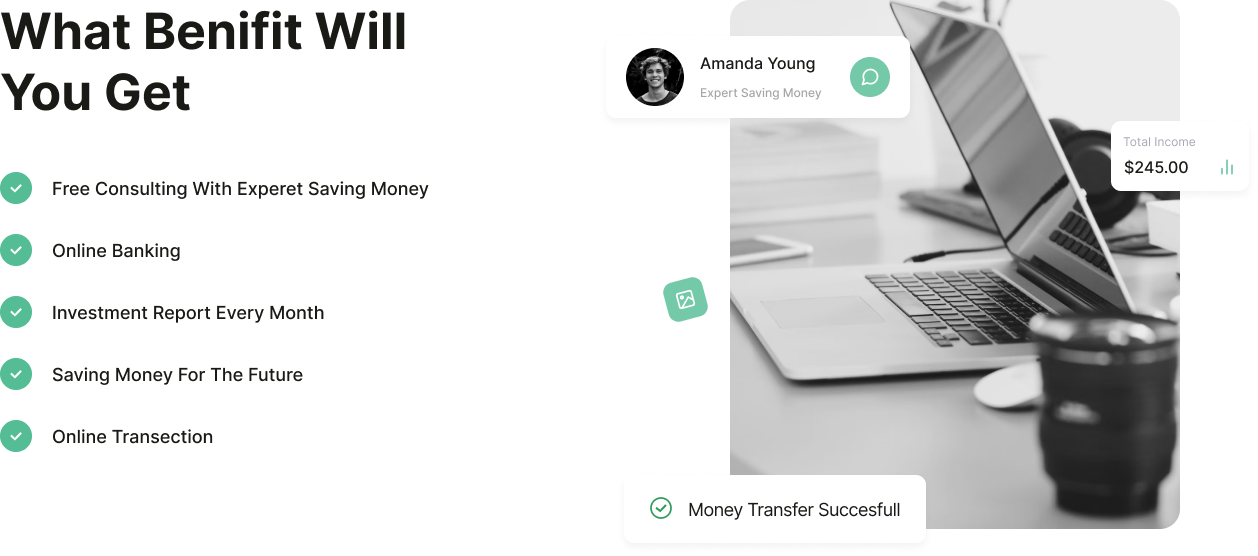 What Benifit Will
You Get
Free Consulting With Experet Saving Money
Online Banking
Investment Report Every Month
Saving Money For The Future
Online Transection
Amanda Young
Expert Saving Money
Total Income
$245.00
Money Transfer Succesfull